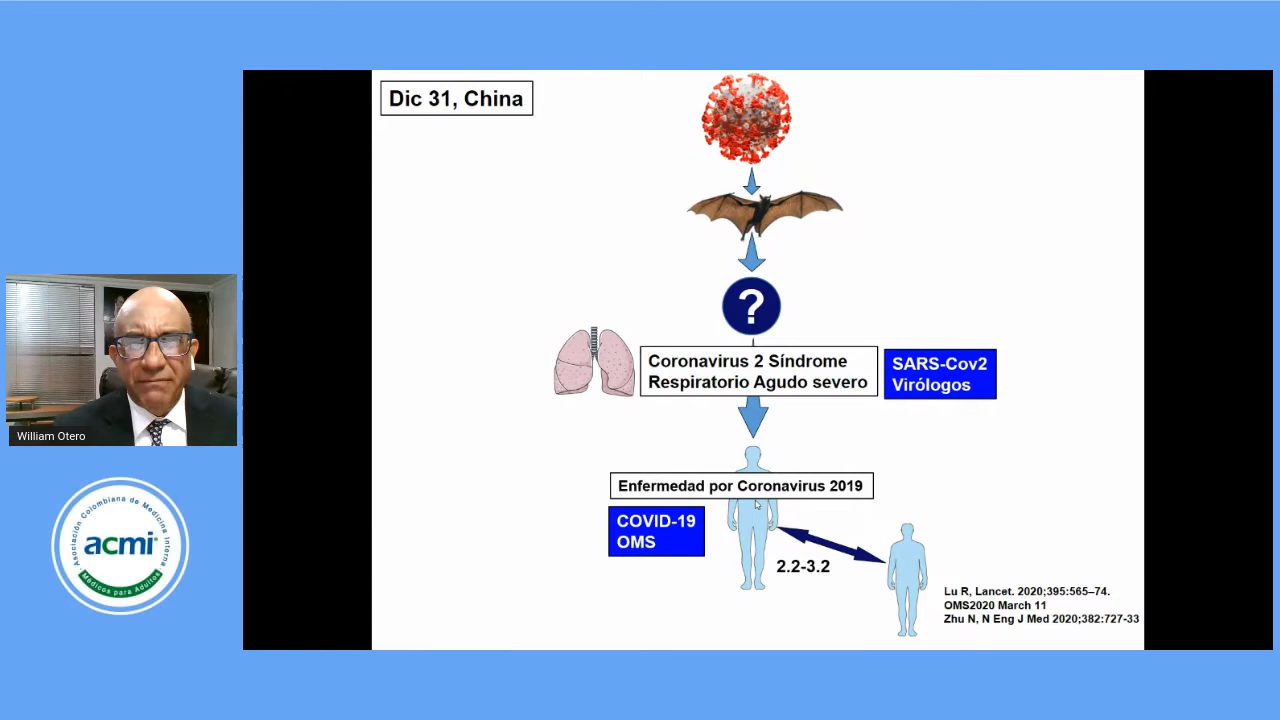 Dic 31, China
?
Coronavirus 2 Síndrome
Respiratorio Agudo severo
SARS-Cov2
Virólogos
Enfermedad por Coronavirus 2019
COVID-19
OMS
2.2-3.2
Lu R, Lancet. 2020;395:565–74.
OMS2020 March 11
Zhu N, N Eng J Med 2020;382:727-33
William Otero
Asociación Colombiana de Medicina Interna
acmi
Médicos para Adultos